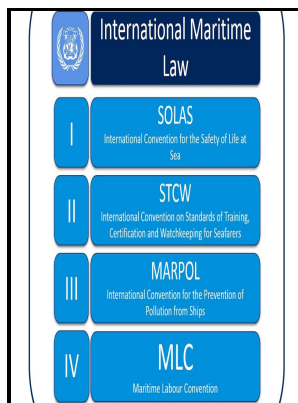 International Maritime
Law
I
SOLAS
International Convention for the Safety of Life at
Sea
II
STCW
International Convention on Standards of Training,
Certification and Watchkeeping for Seafarers
III
MARPOL
International Convention for the Prevention of
Pollution from Ships
IV
MLC
Maritime Labour Convention